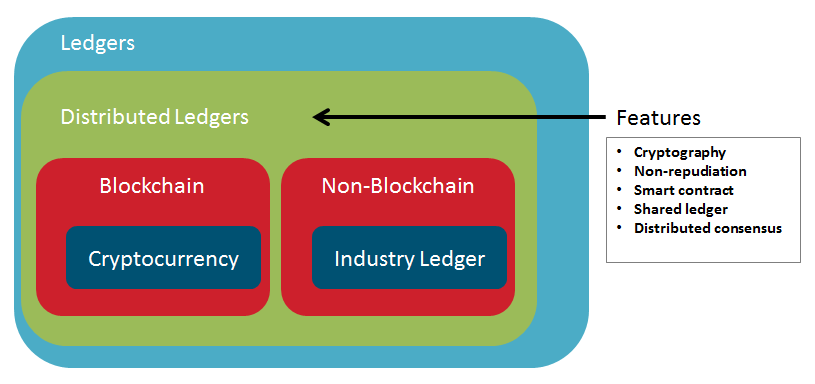 Ledgers
Distributed Ledgers
Features
• Cryptography
• Non-repudiation
• Smart contract
• Shared ledger
• Distributed consensus
Blockchain
Non-Blockchain
Cryptocurrency
Industry Ledger